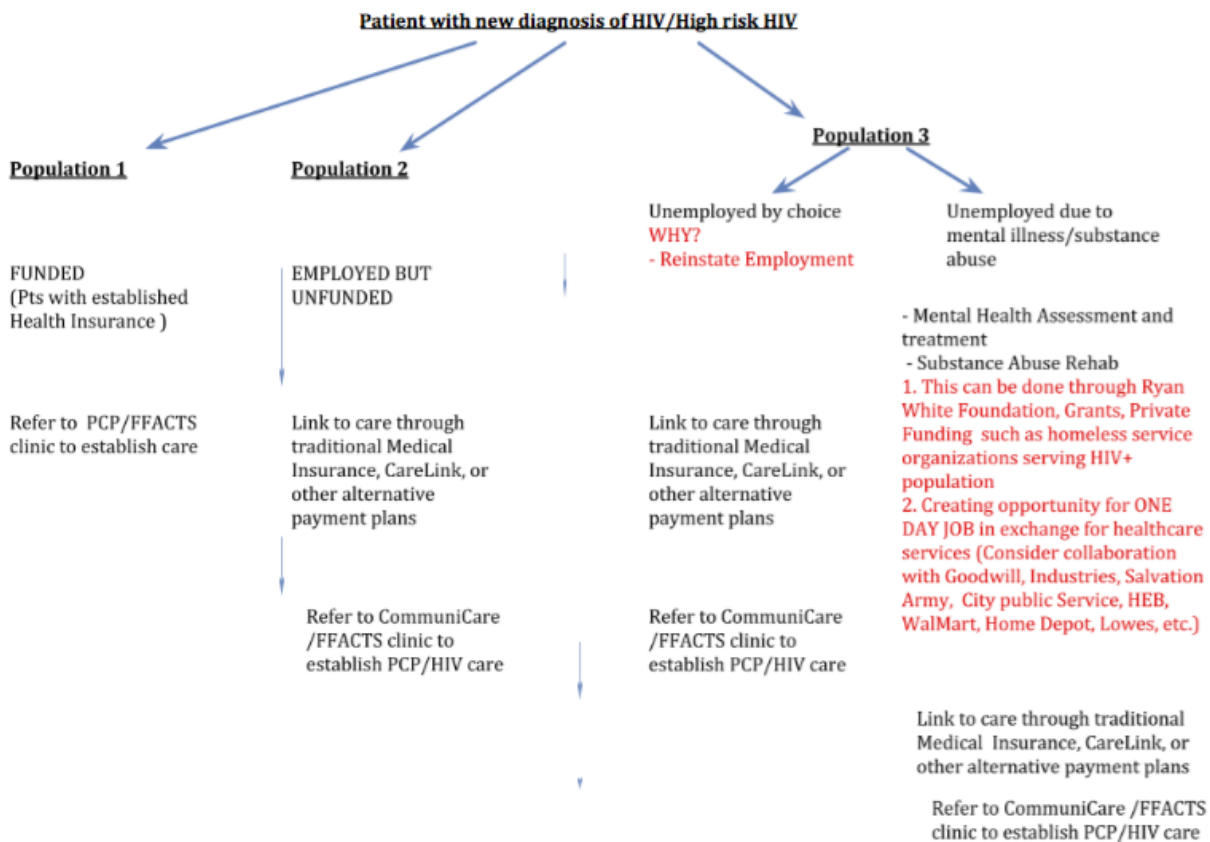 Patient with new diagnosis of HIV/High risk HIV
Population 1
FUNDED
(Pts with established
Health Insurance )
Refer to PCP/FFACTS
clinic to establish care
Population 2
EMPLOYED BUT
UNFUNDED
Link to care through
traditional Medical
Insurance, CareLink, or
other alternative
payment plans
Refer to CommuniCare
/FFACTS clinic to
establish PCP/HIV care
Population 3
Unemployed by choice
WHY?
- Reinstate Employment
Link to care through
traditional Medical
Insurance, CareLink, or
other alternative
payment plans
Refer to CommuniCare
/FFACTS clinic to
establish PCP/HIV care
Unemployed due to
mental illness/substance
abuse
- Mental Health Assessment and
treatment
- Substance Abuse Rehab
1. This can be done through Ryan
White Foundation, Grants, Private
Funding such as homeless service
organizations serving HIV+
population
2. Creating opportunity for ONE
DAY JOB in exchange for healthcare
services (Consider collaboration
with Goodwill, Industries, Salvation
Army, City public Service, HEB,
WalMart, Home Depot, Lowes, etc.)
Link to care through traditional
Medical Insurance, CareLink, or
other alternative payment plans
Refer to CommuniCare /FFACTS
clinic to establish PCP/HIV care